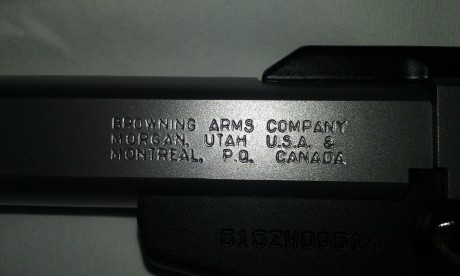 BROWNING ARMS COMPANY
MORGAN, UTAH U.S.A. &
MONTREAL, P.Q. CANADA